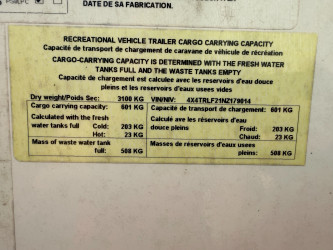 DATE DE SA FABRICATION.
RECREATIONAL VEHICLE TRAILER CARGO CARRYING CAPACITY
Capacité de transport de chargement de caravane de véhicule de récréation
CARGO-CARRYING CAPACITY IS DETERMINED WITH THE FRESH WATER
TANKS FULL AND THE WASTE TANKS EMPTY
Capacité de chargement est calculée avec les reservoirs d'eau douce
pleins et les reservoirs d'eaux usees vides
Dry weight/Poids Sec: 3100 KG VIN/NIV: 4X4TRLF21NZ179014
Cargo carrying capacity: 601 KG Capacité de transport de chargement: 601 KG
Calculated with the fresh Calculé ave les réservoirs d'eau
water tanks full Cold: 203 KG douce pleins Froid: 203 KG
Hot: 23 KG Chaud: 23 KG
Mass of waste water tank Masses de réservoirs d'eaux usees
full: 508 KG pleins: 508 KG